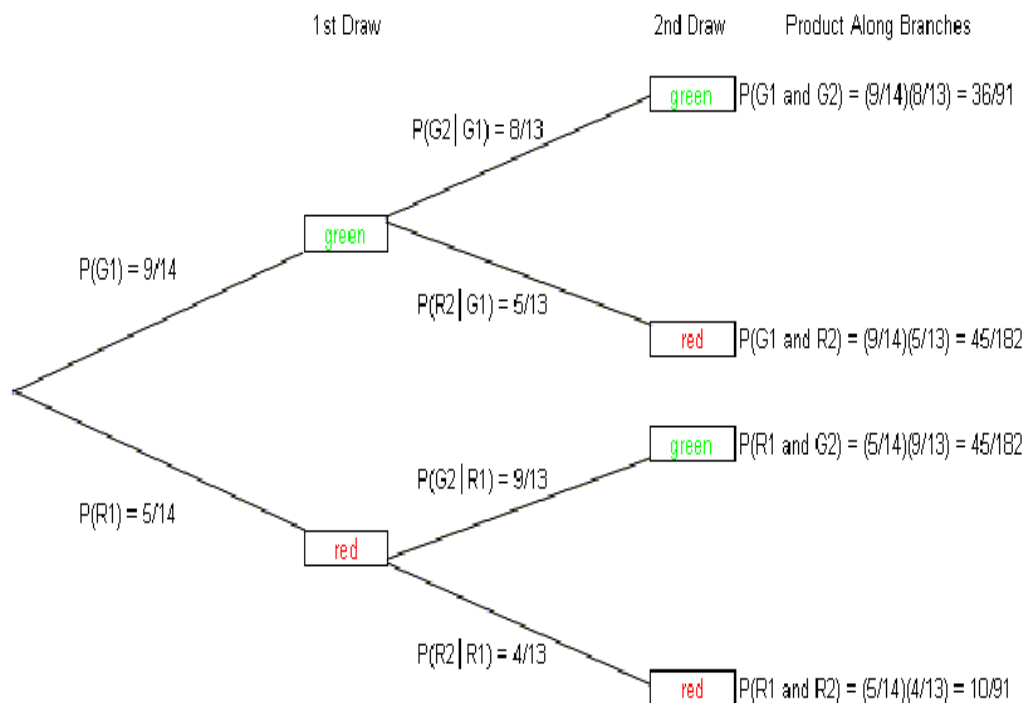 1st Draw 2nd Draw Product Along Branches
green P(G1 and G2) = (9/14)(8/13) = 36/91
P(G2|G1) = 8/13
green
P(G1) = 9/14
P(R2|G1) = 5/13
red P(G1 and R2) = (9/14)(5/13) = 45/182
green P(R1 and G2) = (5/14)(9/13) = 45/182
P(G2|R1) = 9/13
P(R1) = 5/14
red
P(R2|R1) = 4/13
red P(R1 and R2) = (5/14)(4/13) = 10/91